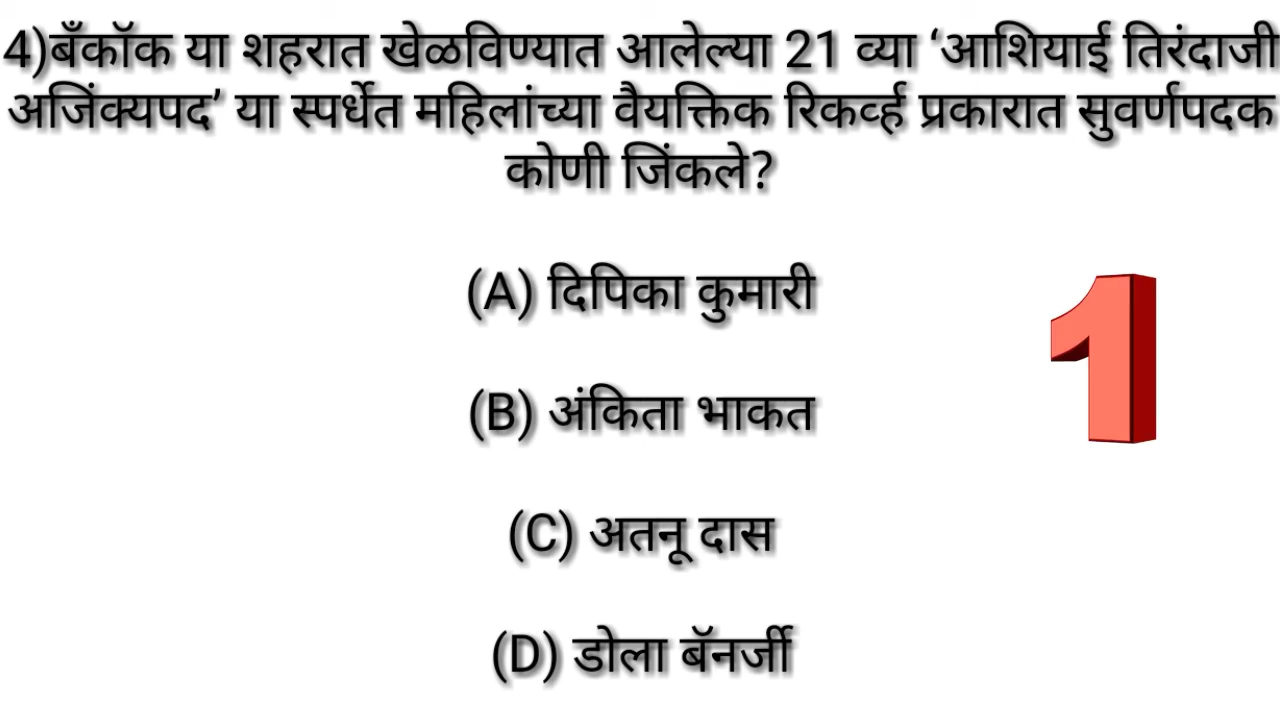 4)बँकॉक या शहरात खेळविण्यात आलेल्या 21 व्या ‘आशियाई तिरंदाजी
अजिंक्यपद’ या स्पर्धेत महिलांच्या वैयक्तिक रिकर्व्ह प्रकारात सुवर्णपदक
कोणी जिंकले?
(A) दिपिका कुमारी
1
(B) अंकिता भाकत
(C) अतनू दास
(D) डोला बॅनर्जी